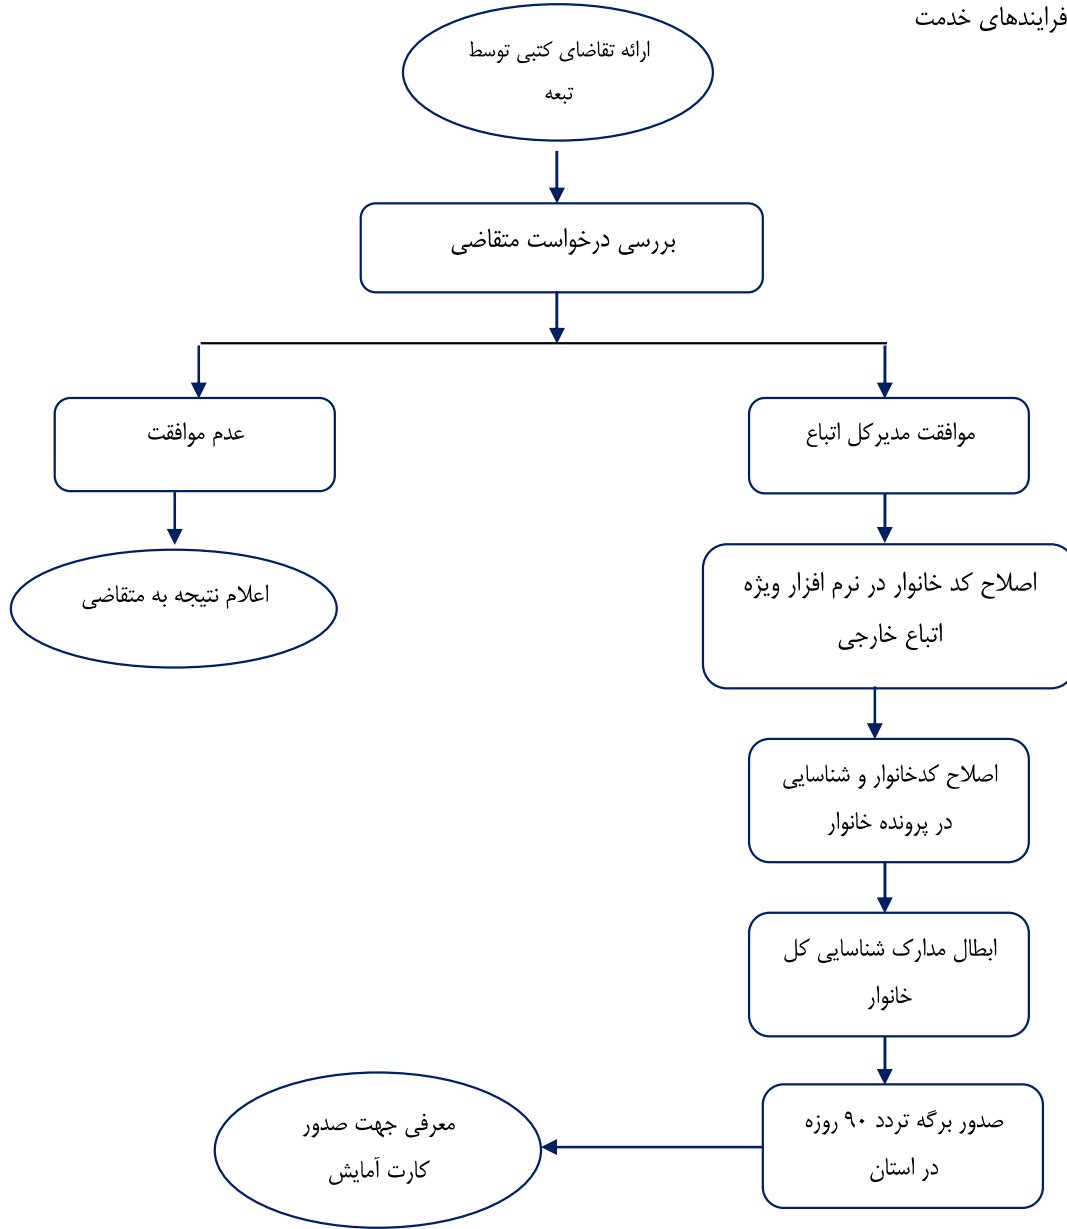 فرایندهای خدمت
ارائه تقاضای کتبی توسط
تبعه
بررسی درخواست متقاضی
موافقت مدیرکل اتباع
عدم موافقت
اصلاح کد خانوار در نرم افزار ویژه
اتباع خارجی
اعلام نتیجه به متقاضی
اصلاح کدخانوار و شناسایی
در پرونده خانوار
ابطال مدارک شناسایی کل
خانوار
صدور برگه تردد ۹۰ روزه
در استان
معرفی جهت صدور
کارت آمایش